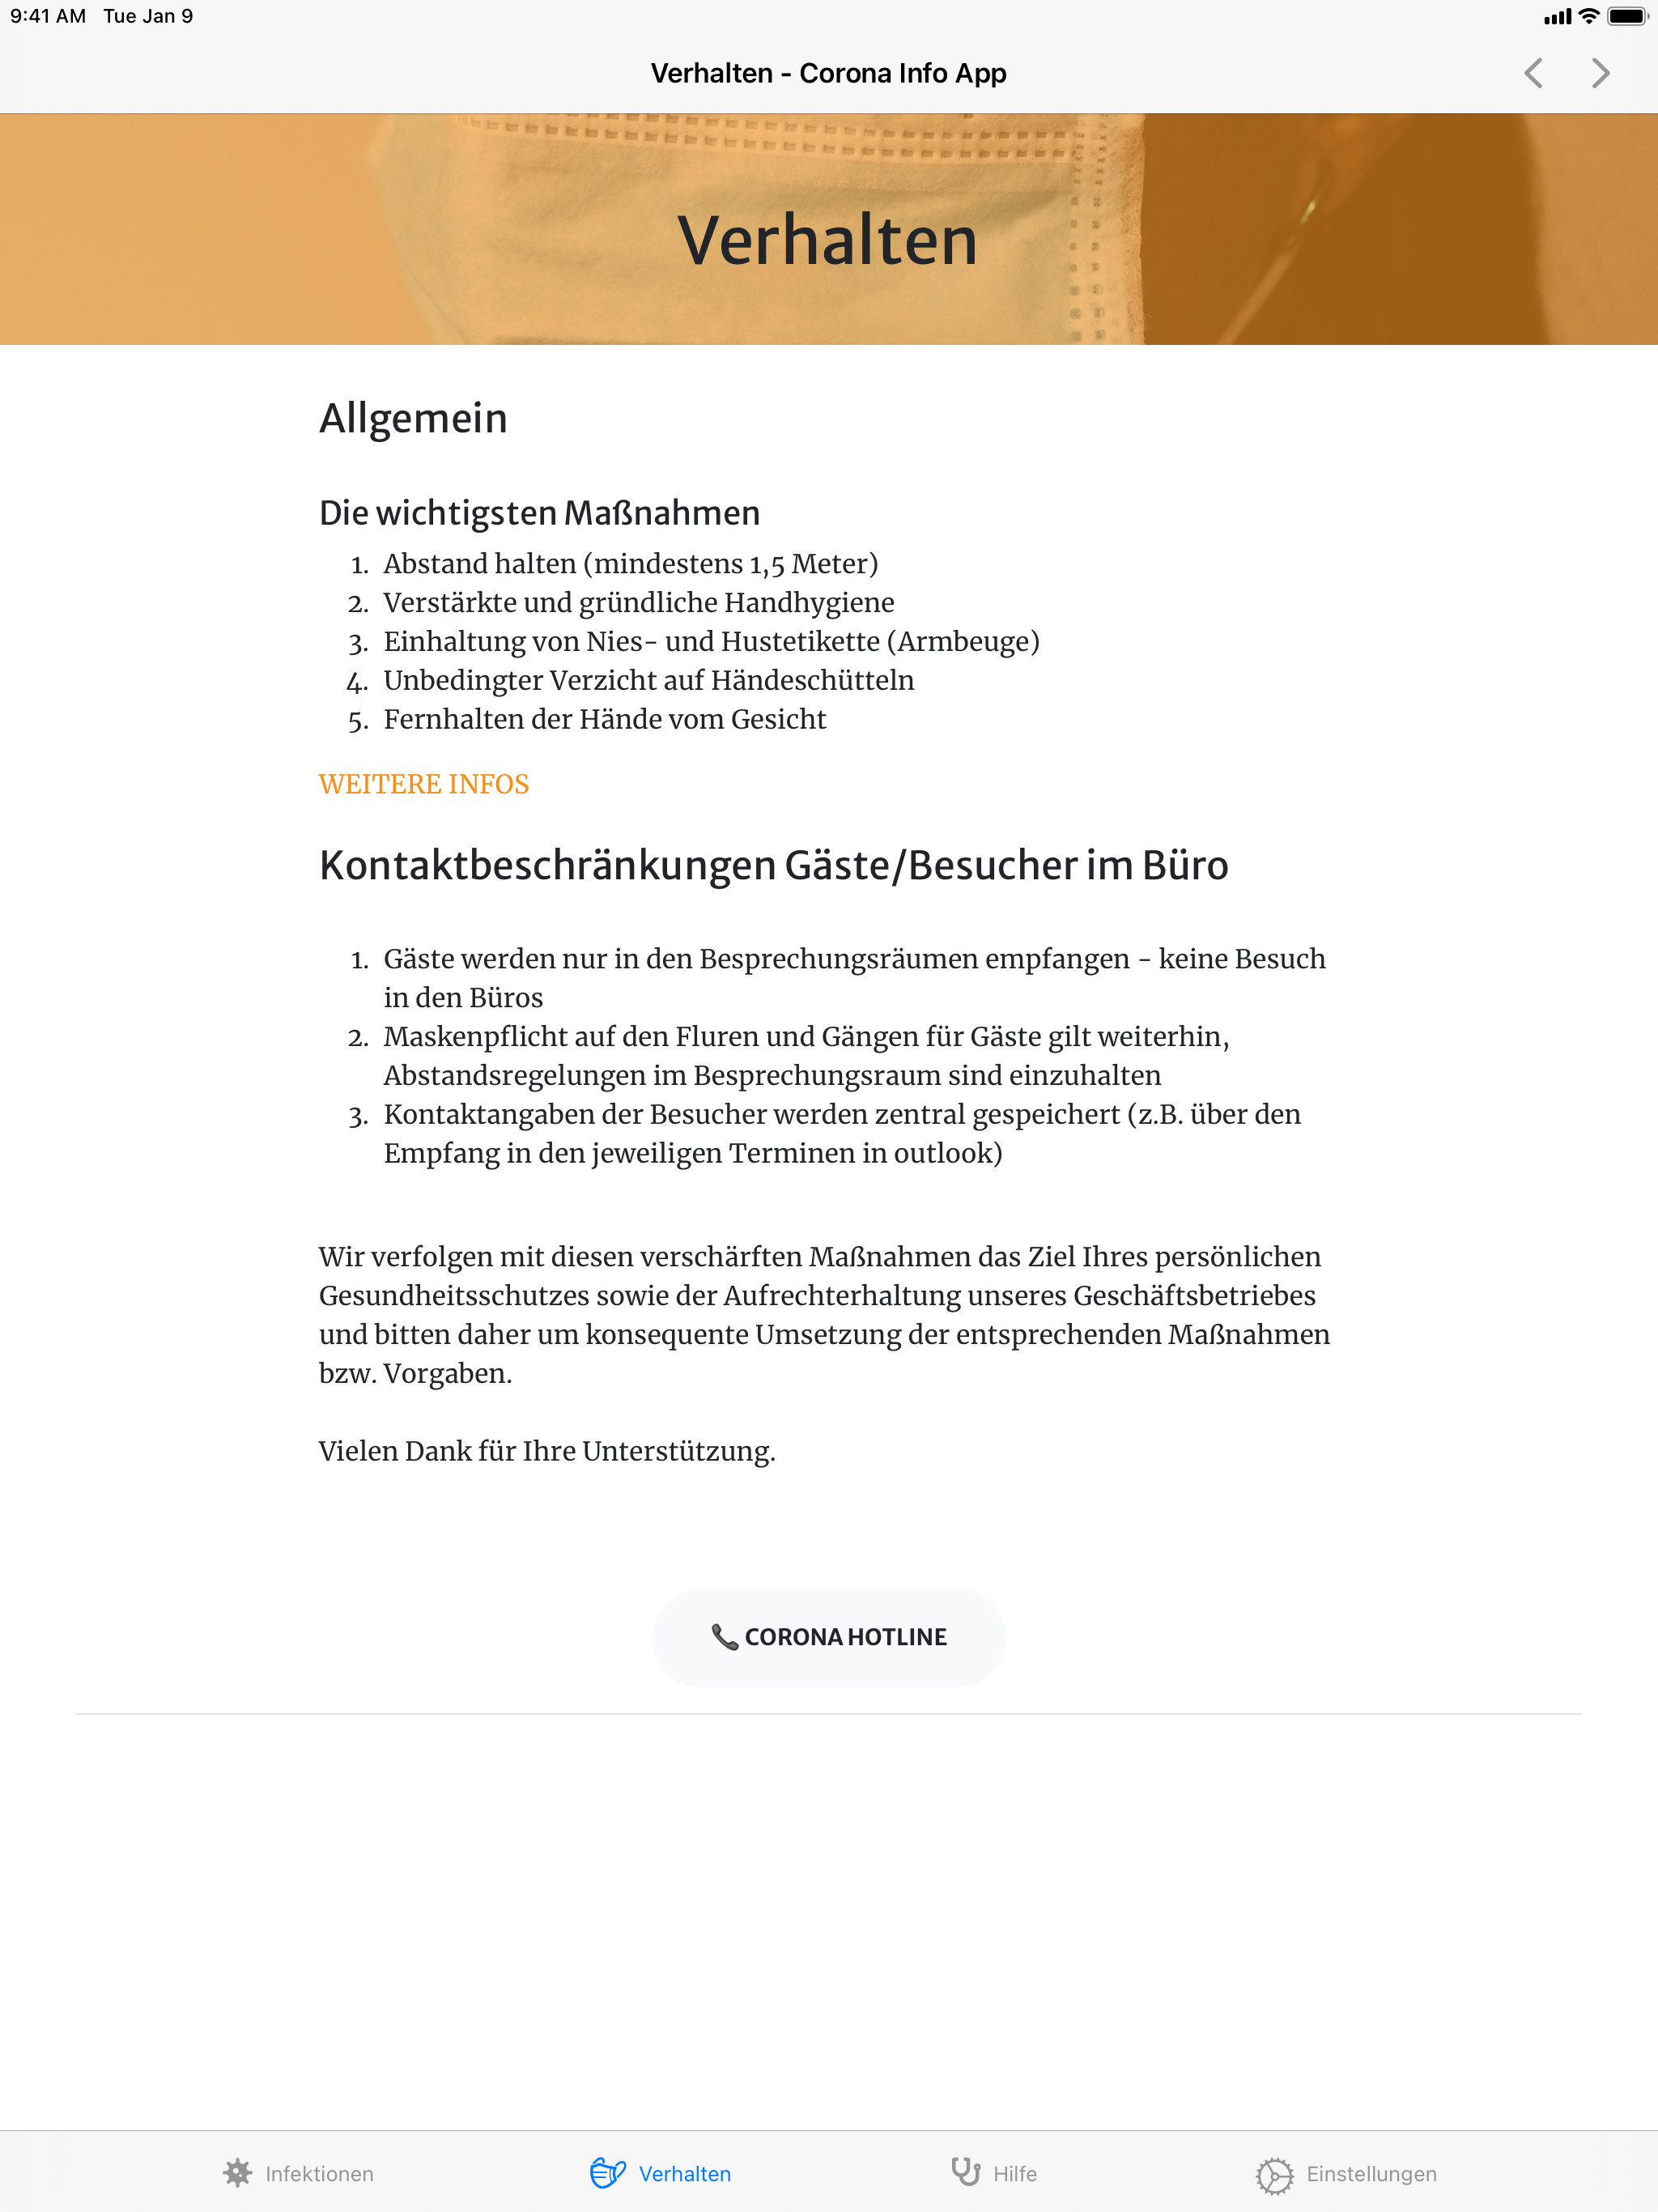 9:41 AM Tue Jan 9
Verhalten - Corona Info App
Verhalten
Allgemein
Die wichtigsten Maßnahmen
1. Abstand halten (mindestens 1,5 Meter)
2. Verstärkte und gründliche Handhygiene
3. Einhaltung von Nies- und Hustetikette (Armbeuge)
4. Unbedingter Verzicht auf Händeschütteln
5. Fernhalten der Hände vom Gesicht
WEITERE INFOS
Kontaktbeschränkungen Gäste/Besucher im Büro
1. Gäste werden nur in den Besprechungsräumen empfangen - keine Besuch
in den Büros
2. Maskenpflicht auf den Fluren und Gängen für Gäste gilt weiterhin,
Abstandsregelungen im Besprechungsraum sind einzuhalten
3. Kontaktangaben der Besucher werden zentral gespeichert (z.B. über den
Empfang in den jeweiligen Terminen in outlook)
Wir verfolgen mit diesen verschärften Maßnahmen das Ziel Ihres persönlichen
Gesundheitsschutzes sowie der Aufrechterhaltung unseres Geschäftsbetriebes
und bitten daher um konsequente Umsetzung der entsprechenden Maßnahmen
bzw. Vorgaben.
Vielen Dank für Ihre Unterstützung.
CORONA HOTLINE
Infektionen Verhalten Hilfe Einstellungen